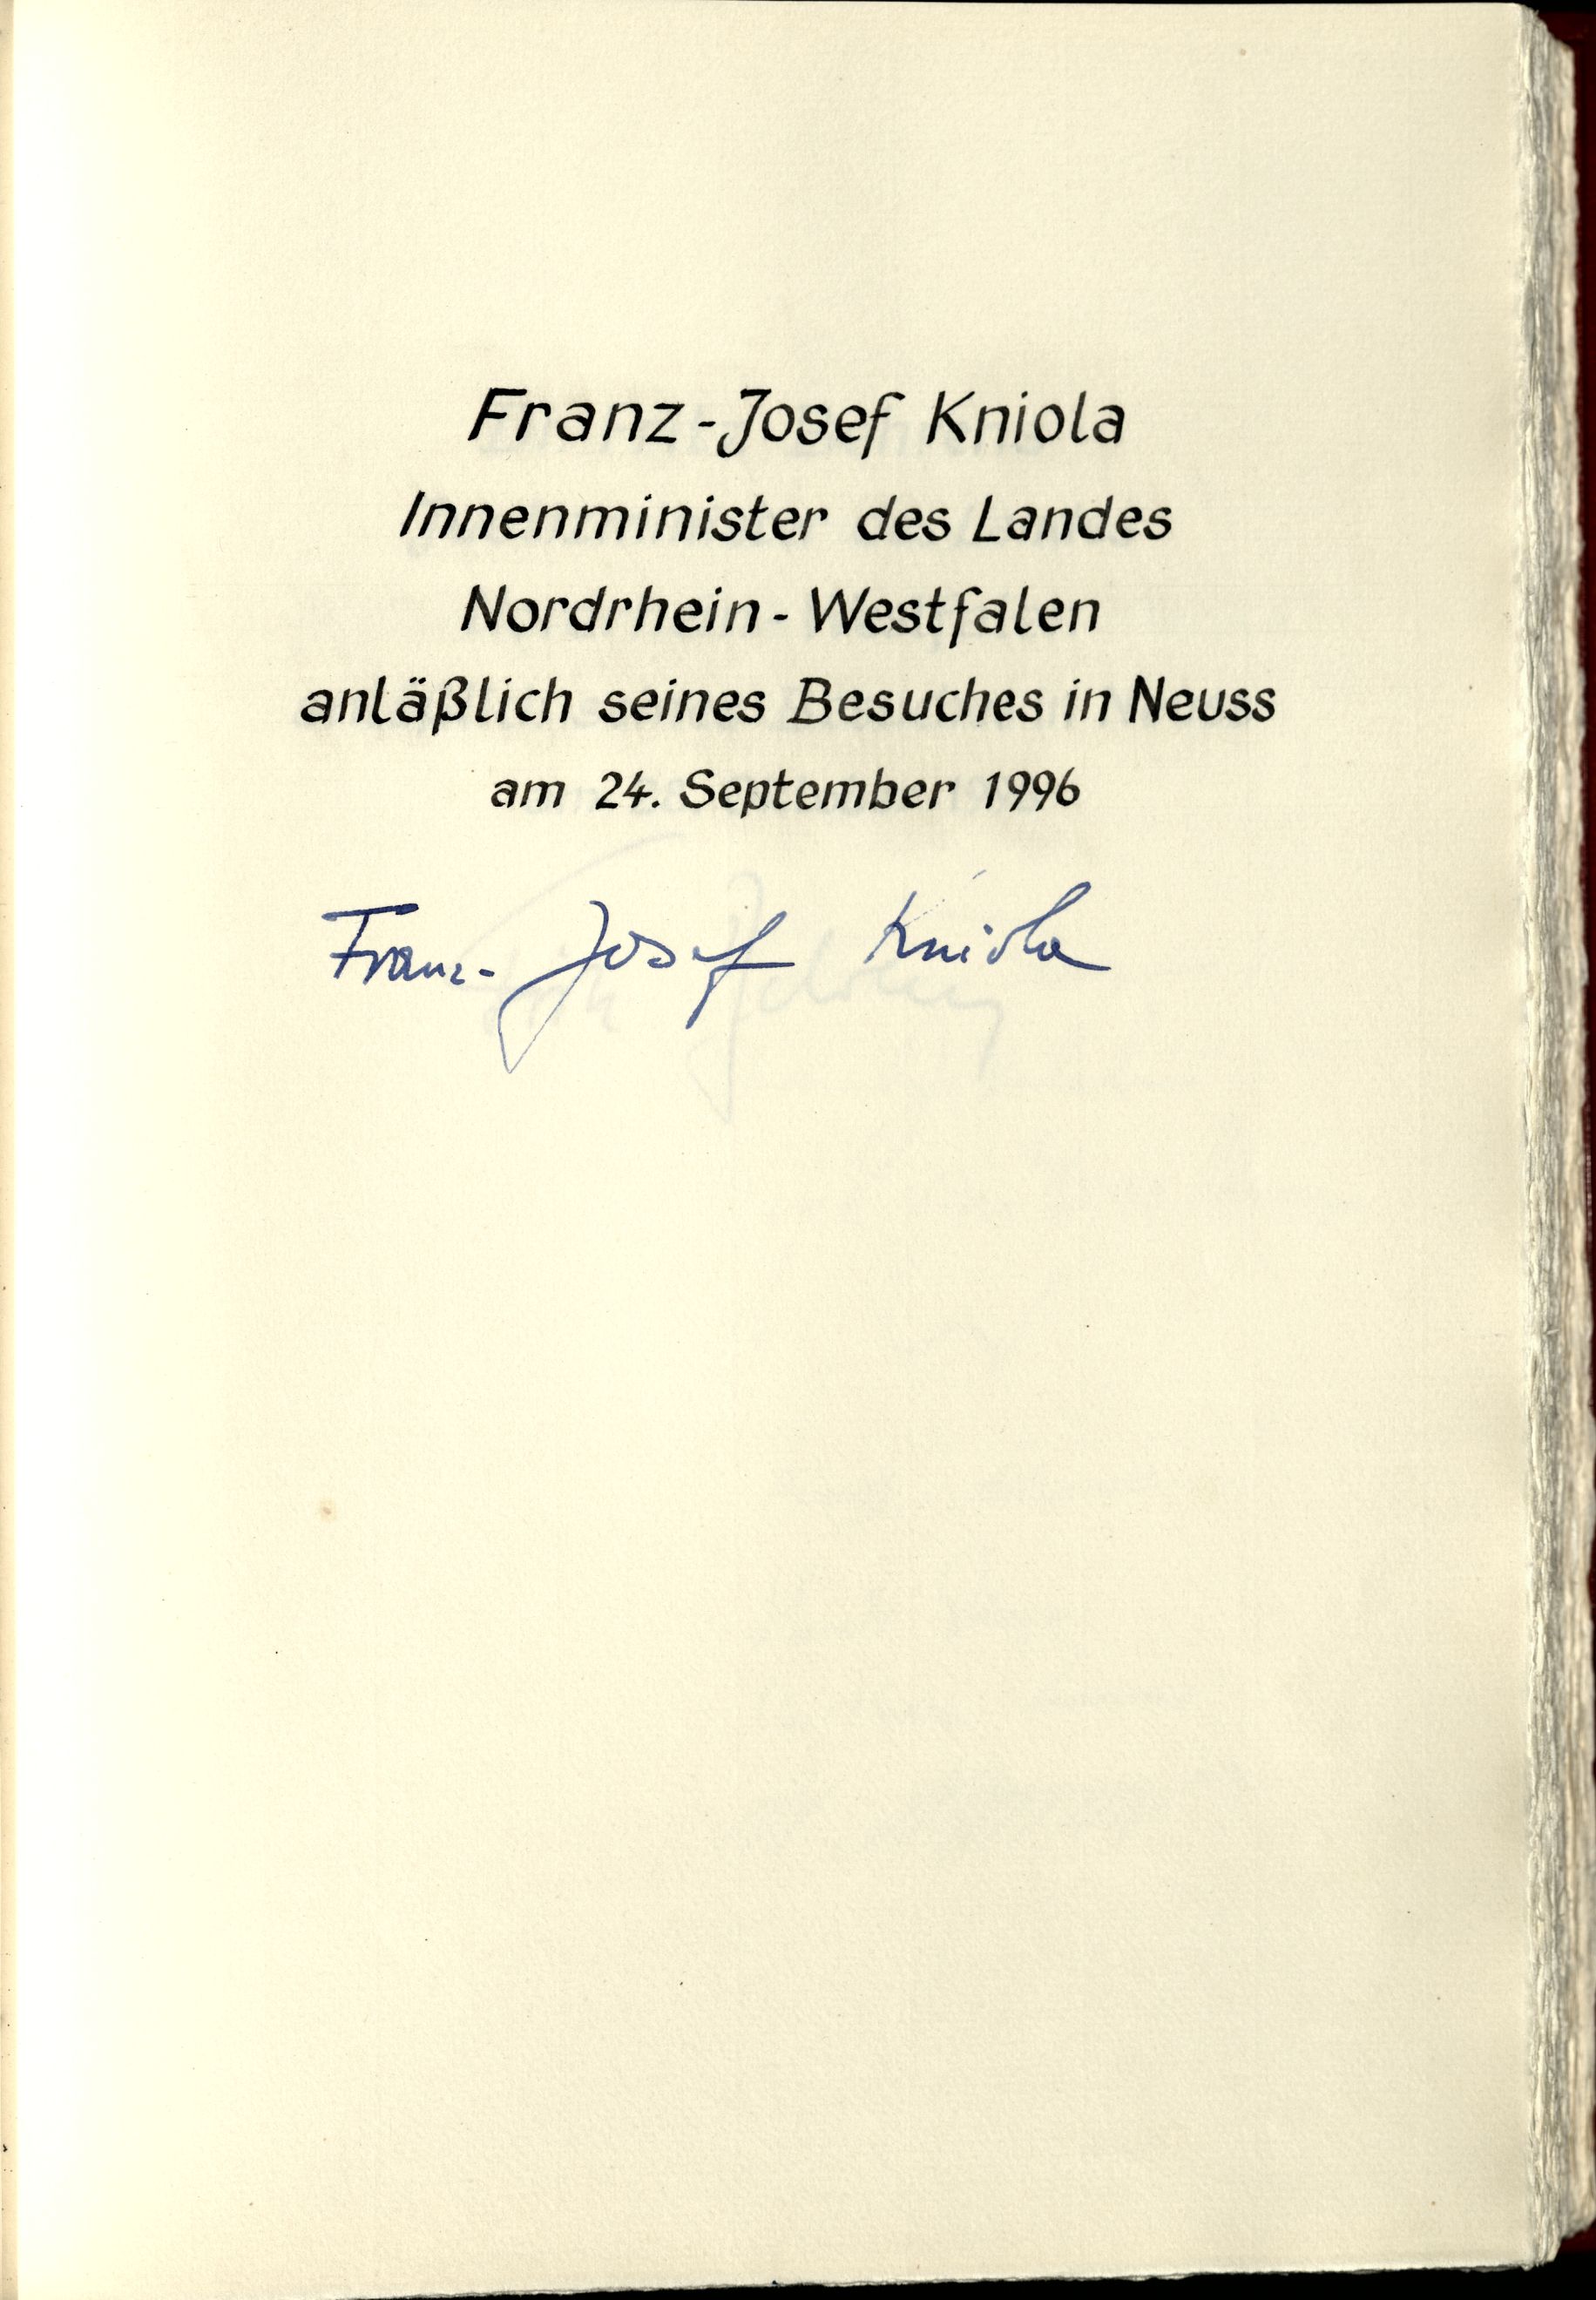 Franz-Josef Kniola
Innenminister des Landes
Nordrhein-Westfalen
anläßlich seines Besuches in Neuss
am 24. September 1996
Franz-Josef Kniola